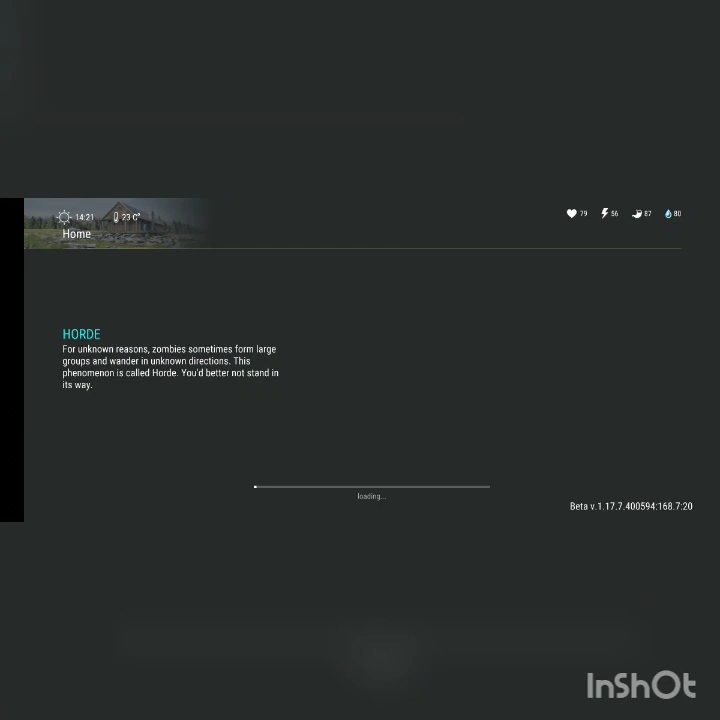 14:21 23 C°
79 56 87 80
Home
HORDE
For unknown reasons, zombies sometimes form large
groups and wander in unknown directions. This
phenomenon is called Horde. You'd better not stand in
its way.
loading...
Beta v.1.17.7.400594:168.7:20
InShOt